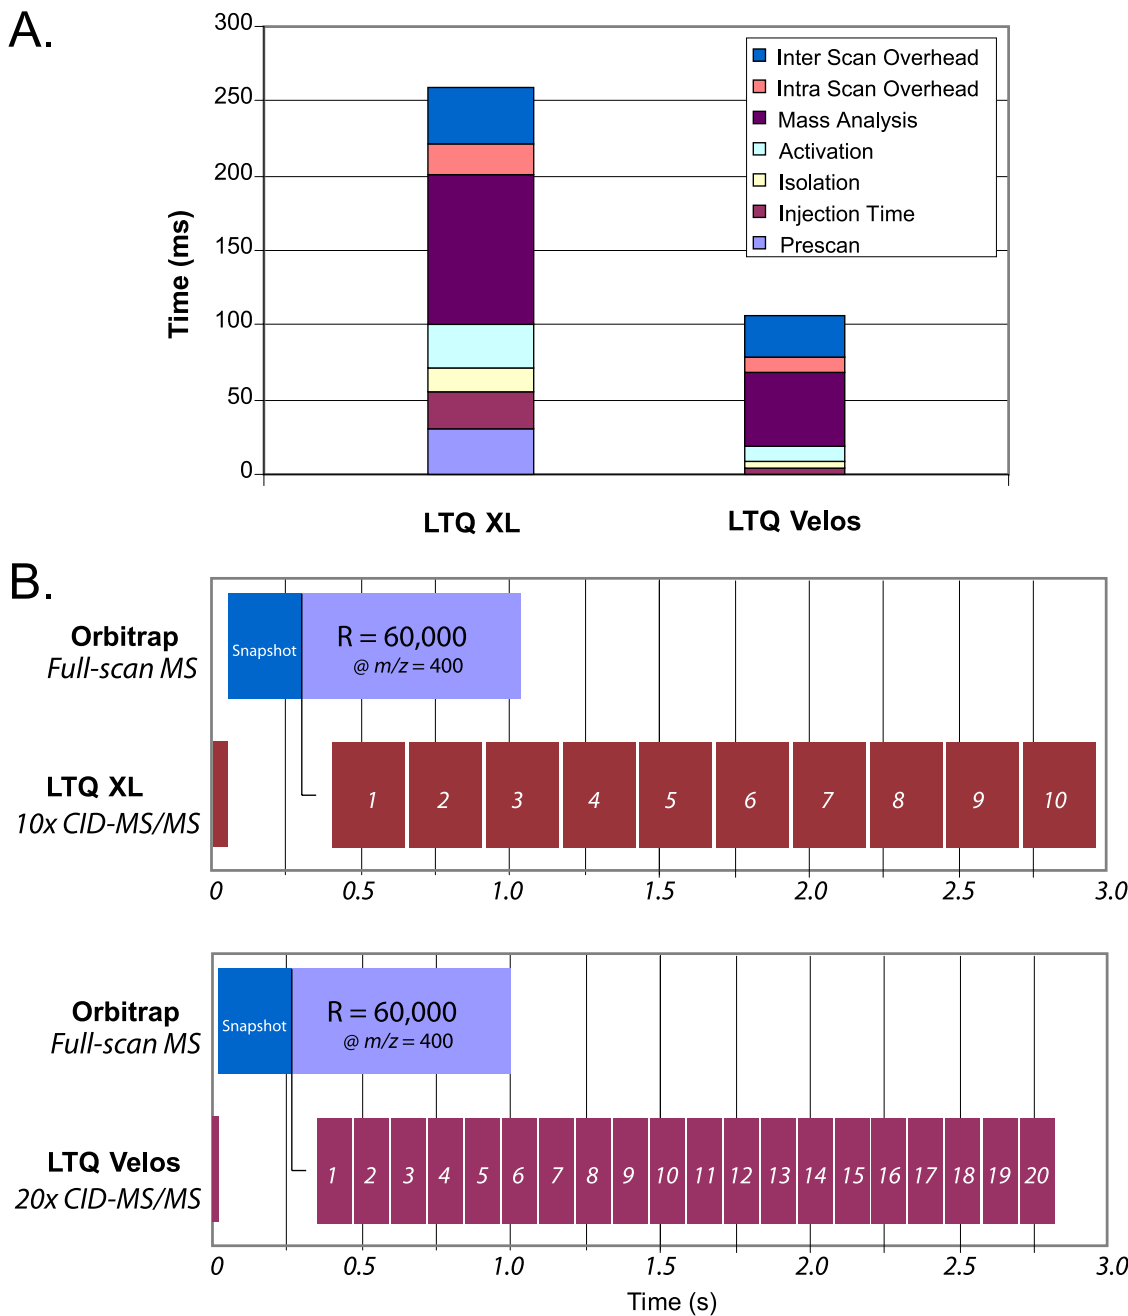 A.
300
250
200
150
100
50
0
Time (ms)
Inter Scan Overhead
Intra Scan Overhead
Mass Analysis
Activation
Isolation
Injection Time
Prescan
LTQ XL
LTQ Velos
B.
Orbitrap
Full-scan MS
Snapshot
R = 60,000
@ m/z = 400
LTQ XL
10x CID-MS/MS
1 2 3 4 5 6 7 8 9 10
0 0.5 1.0 1.5 2.0 2.5 3.0
Orbitrap
Full-scan MS
Snapshot
R = 60,000
@ m/z = 400
LTQ Velos
20x CID-MS/MS
1 2 3 4 5 6 7 8 9 10 11 12 13 14 15 16 17 18 19 20
0 0.5 1.0 1.5 2.0 2.5 3.0
Time (s)